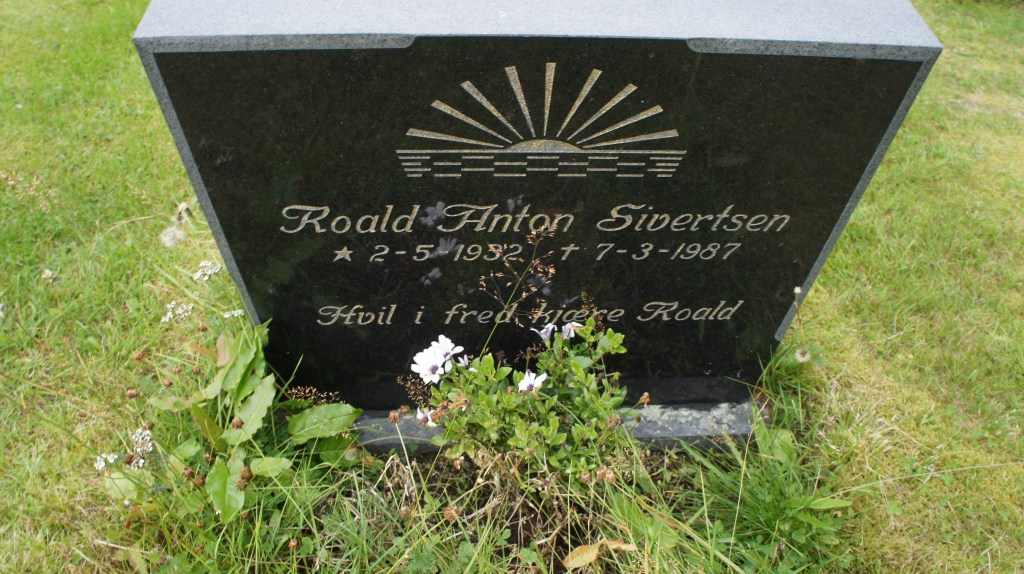 Roald Anton Sivertsen
★ 2-5 1932 ✝ 7-3-1987
Hvil i fred kjære Roald